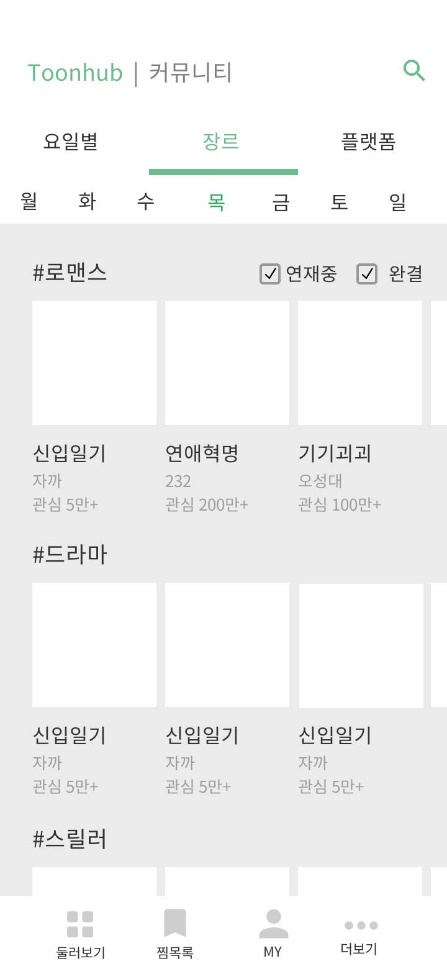 Toonhub | 커뮤니티
요일별 장르 플랫폼
월 화 수 목 금 토 일
#로맨스 연재중 완결
신입일기 연애혁명 기기괴괴
자까 232 오성대
관심 5만+ 관심 200만+ 관심 100만+
#드라마
신입일기 신입일기 신입일기
자까 자까 자까
관심 5만+ 관심 5만+ 관심 5만+
#스릴러
둘러보기 찜목록 MY 더보기